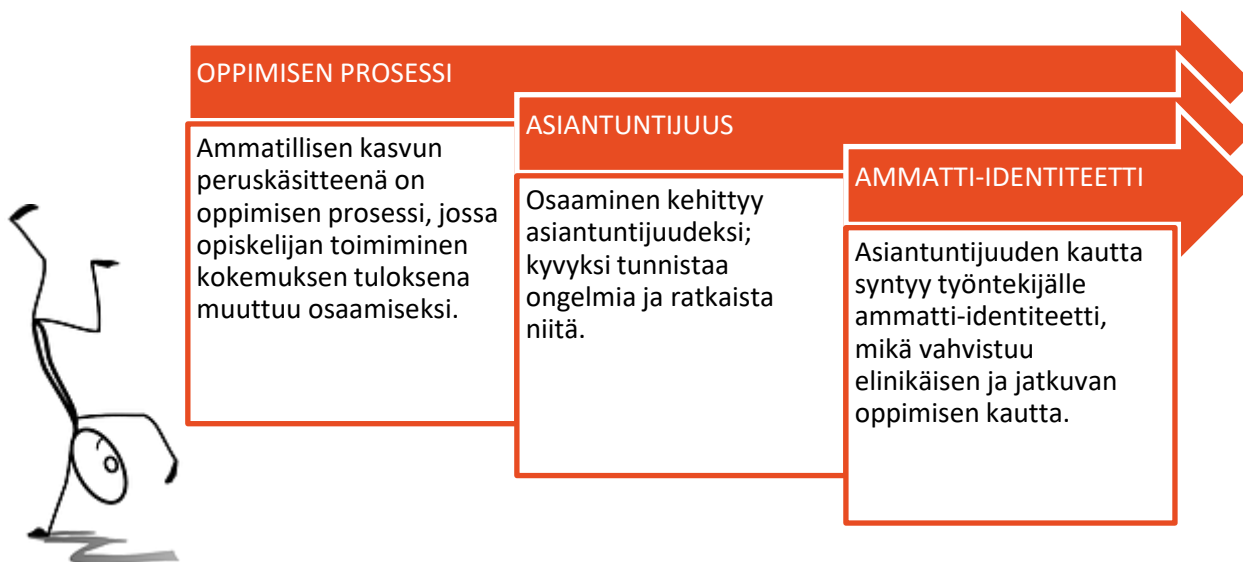 OPPIMISEN PROSESSI
Ammatillisen kasvun
peruskäsitteenä on
oppimisen prosessi, jossa
opiskelijan toimiminen
kokemuksen tuloksena
muuttuu osaamiseksi.
ASIANTUNTIJUUS
Osaaminen kehittyy
asiantuntijuudeksi;
kyvyksi tunnistaa
ongelmia ja ratkaista
niitä.
AMMATTI-IDENTITEETTI
Asiantuntijuuden kautta
syntyy työntekijälle
ammatti-identiteetti,
mikä vahvistuu
elinikäisen ja jatkuvan
oppimisen kautta.